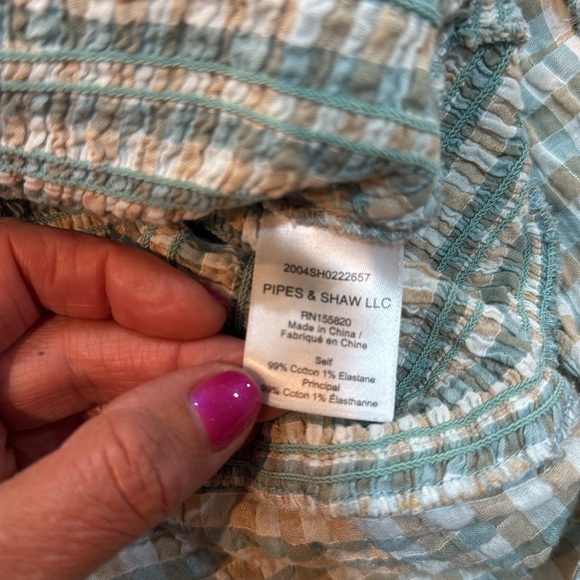 2004SH0222657
PIPES & SHAW LLC
RN155820
Made in China /
Fabriqué en Chine
Self
99% Cotton 1% Elastane
Principal
99% Cotton 1% Élasthanne